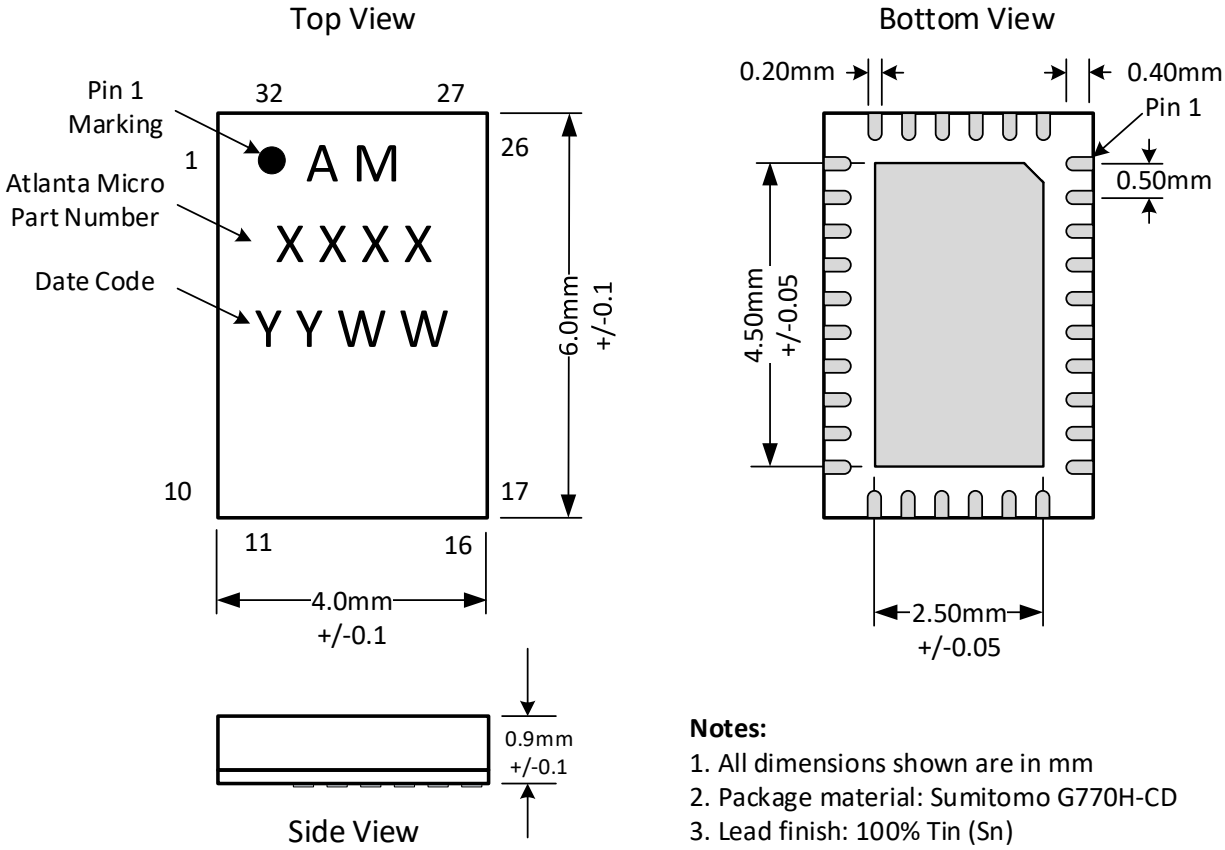 Top View
Pin 1
Marking
32
27
1
26
A M
Atlanta Micro
Part Number
X X X X
Date Code
Y Y W W
6.0mm
+/-0.1
10
17
11
16
4.0mm
+/-0.1
0.9mm
+/-0.1
Side View
Bottom View
0.20mm
0.40mm
Pin 1
0.50mm
4.50mm
+/-0.05
2.50mm
+/-0.05
Notes:
1. All dimensions shown are in mm
2. Package material: Sumitomo G770H-CD
3. Lead finish: 100% Tin (Sn)